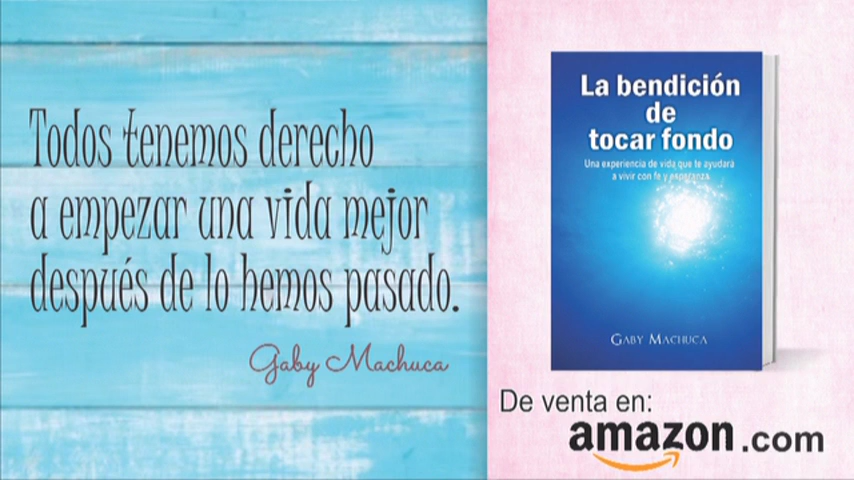 Todos tenemos derecho
a empezar una vida mejor
después de lo hemos pasado.
Gaby Machuca
La bendición
de
tocar fondo
Una experiencia de vida que te ayudará
a vivir con fe y esperanza
GABY MACHUCA
De venta en:
amazon.com